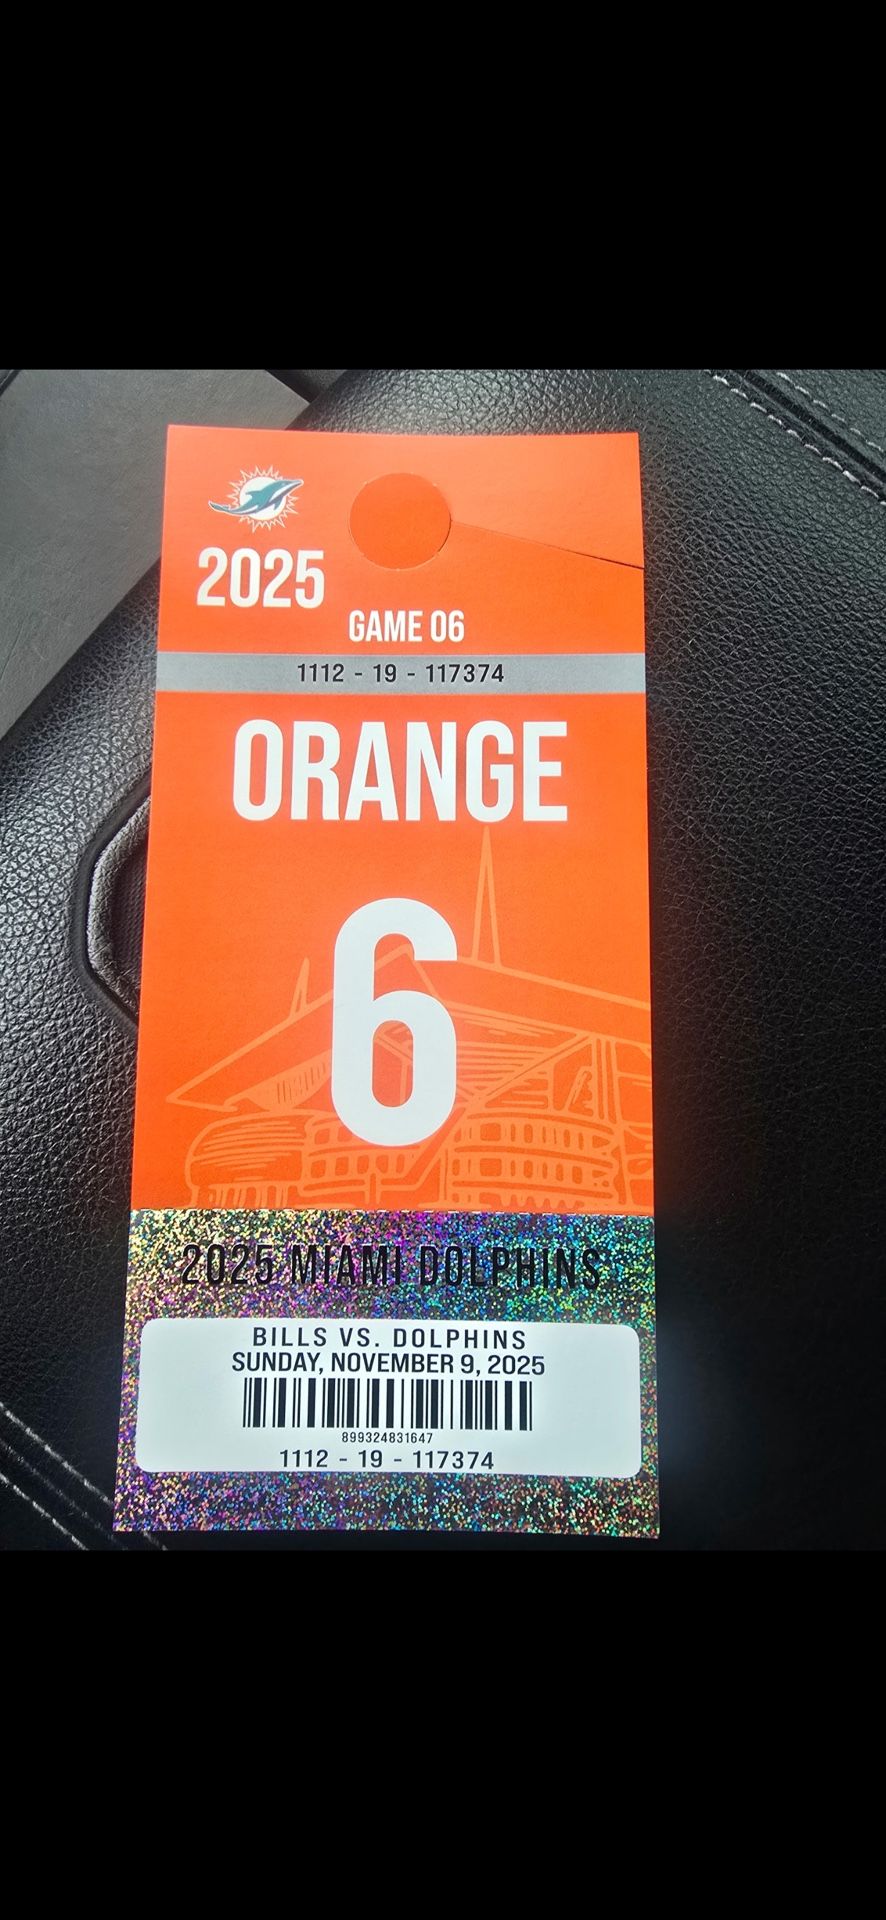 2025
GAME 06
1112 - 19 - 117374
ORANGE
6
2025 MIAMI DOLPHINS
BILLS VS. DOLPHINS
SUNDAY, NOVEMBER 9, 2025
899324831647
1112 - 19 - 117374